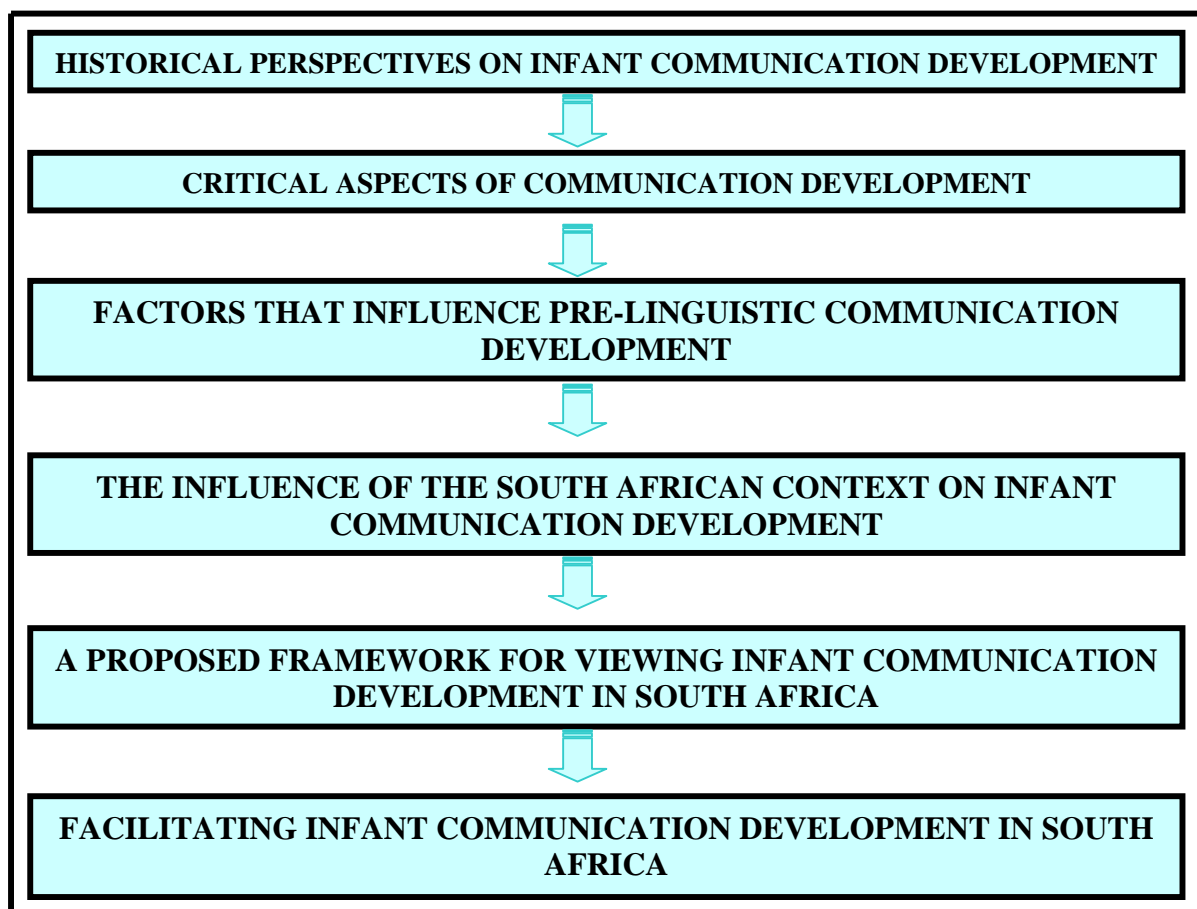 HISTORICAL PERSPECTIVES ON INFANT COMMUNICATION DEVELOPMENT
CRITICAL ASPECTS OF COMMUNICATION DEVELOPMENT
FACTORS THAT INFLUENCE PRE-LINGUISTIC COMMUNICATION
DEVELOPMENT
THE INFLUENCE OF THE SOUTH AFRICAN CONTEXT ON INFANT
COMMUNICATION DEVELOPMENT
A PROPOSED FRAMEWORK FOR VIEWING INFANT COMMUNICATION
DEVELOPMENT IN SOUTH AFRICA
FACILITATING INFANT COMMUNICATION DEVELOPMENT IN SOUTH
AFRICA